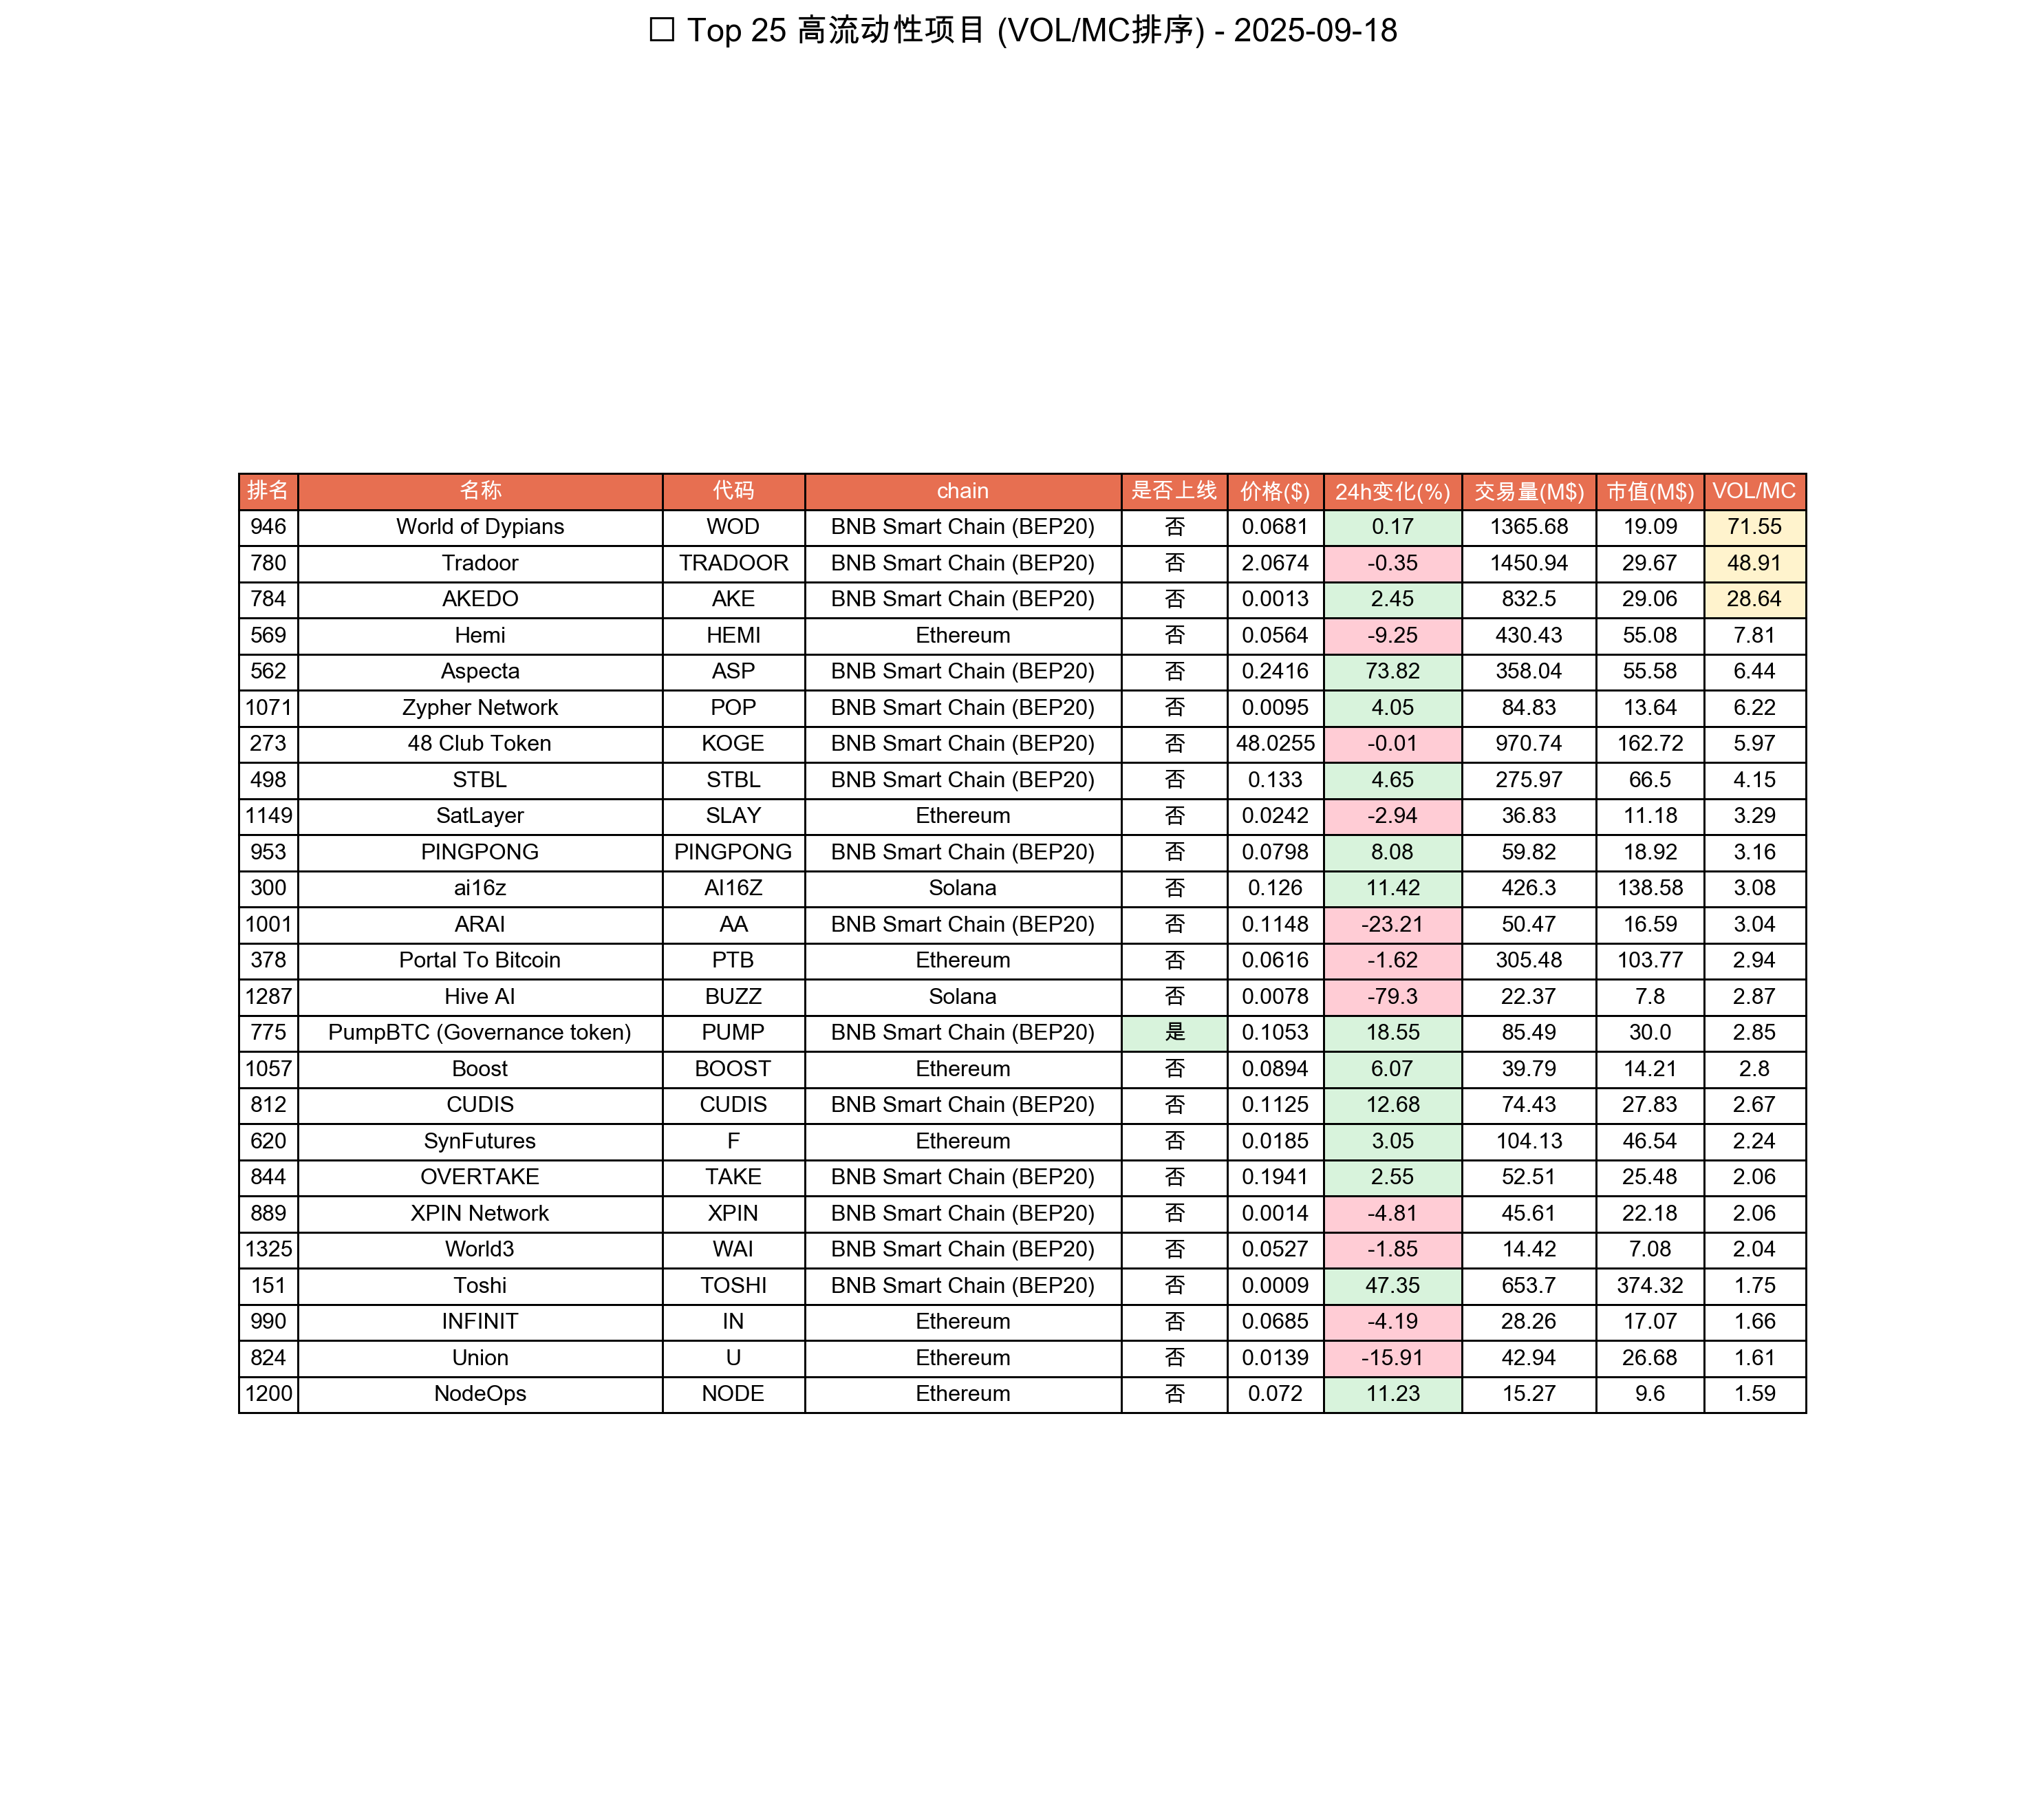 □ Top 25 高流动性项目 (VOL/MC排序) - 2025-09-18
排名 名称 代码 chain 是否上线 价格($) 24h变化(%) 交易量(M$) 市值(M$) VOL/MC
946 World of Dypians WOD BNB Smart Chain (BEP20) 否 0.0681 0.17 1365.68 19.09 71.55
780 Tradoor TRADOOR BNB Smart Chain (BEP20) 否 2.0674 -0.35 1450.94 29.67 48.91
784 AKEDO AKE BNB Smart Chain (BEP20) 否 0.0013 2.45 832.5 29.06 28.64
569 Hemi HEMI Ethereum 否 0.0564 -9.25 430.43 55.08 7.81
562 Aspecta ASP BNB Smart Chain (BEP20) 否 0.2416 73.82 358.04 55.58 6.44
1071 Zypher Network POP BNB Smart Chain (BEP20) 否 0.0095 4.05 84.83 13.64 6.22
273 48 Club Token KOGE BNB Smart Chain (BEP20) 否 48.0255 -0.01 970.74 162.72 5.97
498 STBL STBL BNB Smart Chain (BEP20) 否 0.133 4.65 275.97 66.5 4.15
1149 SatLayer SLAY Ethereum 否 0.0242 -2.94 36.83 11.18 3.29
953 PINGPONG PINGPONG BNB Smart Chain (BEP20) 否 0.0798 8.08 59.82 18.92 3.16
300 ai16z AI16Z Solana 否 0.126 11.42 426.3 138.58 3.08
1001 ARAI AA BNB Smart Chain (BEP20) 否 0.1148 -23.21 50.47 16.59 3.04
378 Portal To Bitcoin PTB Ethereum 否 0.0616 -1.62 305.48 103.77 2.94
1287 Hive AI BUZZ Solana 否 0.0078 -79.3 22.37 7.8 2.87
775 PumpBTC (Governance token) PUMP BNB Smart Chain (BEP20) 是 0.1053 18.55 85.49 30.0 2.85
1057 Boost BOOST Ethereum 否 0.0894 6.07 39.79 14.21 2.8
812 CUDIS CUDIS BNB Smart Chain (BEP20) 否 0.1125 12.68 74.43 27.83 2.67
620 SynFutures F Ethereum 否 0.0185 3.05 104.13 46.54 2.24
844 OVERTAKE TAKE BNB Smart Chain (BEP20) 否 0.1941 2.55 52.51 25.48 2.06
889 XPIN Network XPIN BNB Smart Chain (BEP20) 否 0.0014 -4.81 45.61 22.18 2.06
1325 World3 WAI BNB Smart Chain (BEP20) 否 0.0527 -1.85 14.42 7.08 2.04
151 Toshi TOSHI BNB Smart Chain (BEP20) 否 0.0009 47.35 653.7 374.32 1.75
990 INFINIT IN Ethereum 否 0.0685 -4.19 28.26 17.07 1.66
824 Union U Ethereum 否 0.0139 -15.91 42.94 26.68 1.61
1200 NodeOps NODE Ethereum 否 0.072 11.23 15.27 9.6 1.59